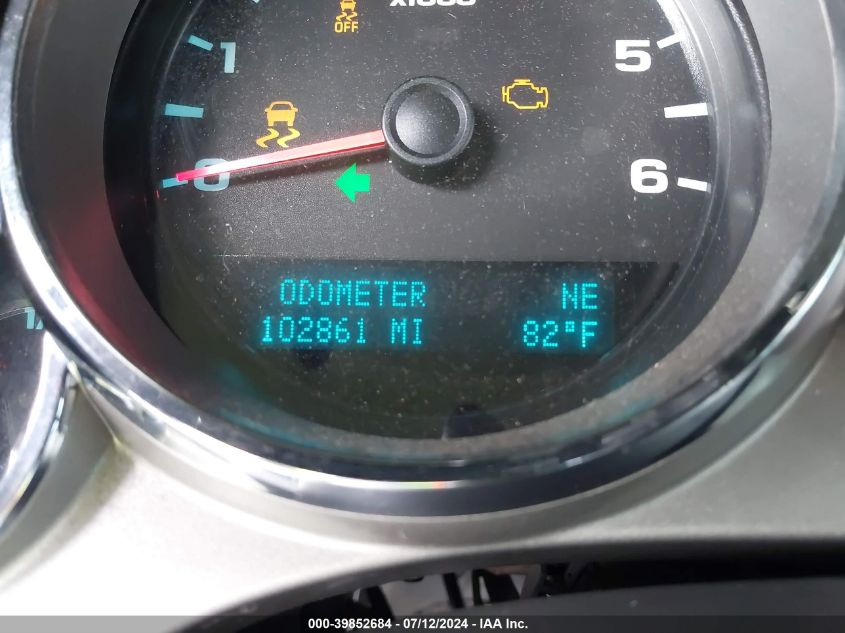 x1000
OFF
1 5
0 6
ODOMETER NE
102861 MI 82°F
000-39852684 - 07/12/2024 - IAA Inc.